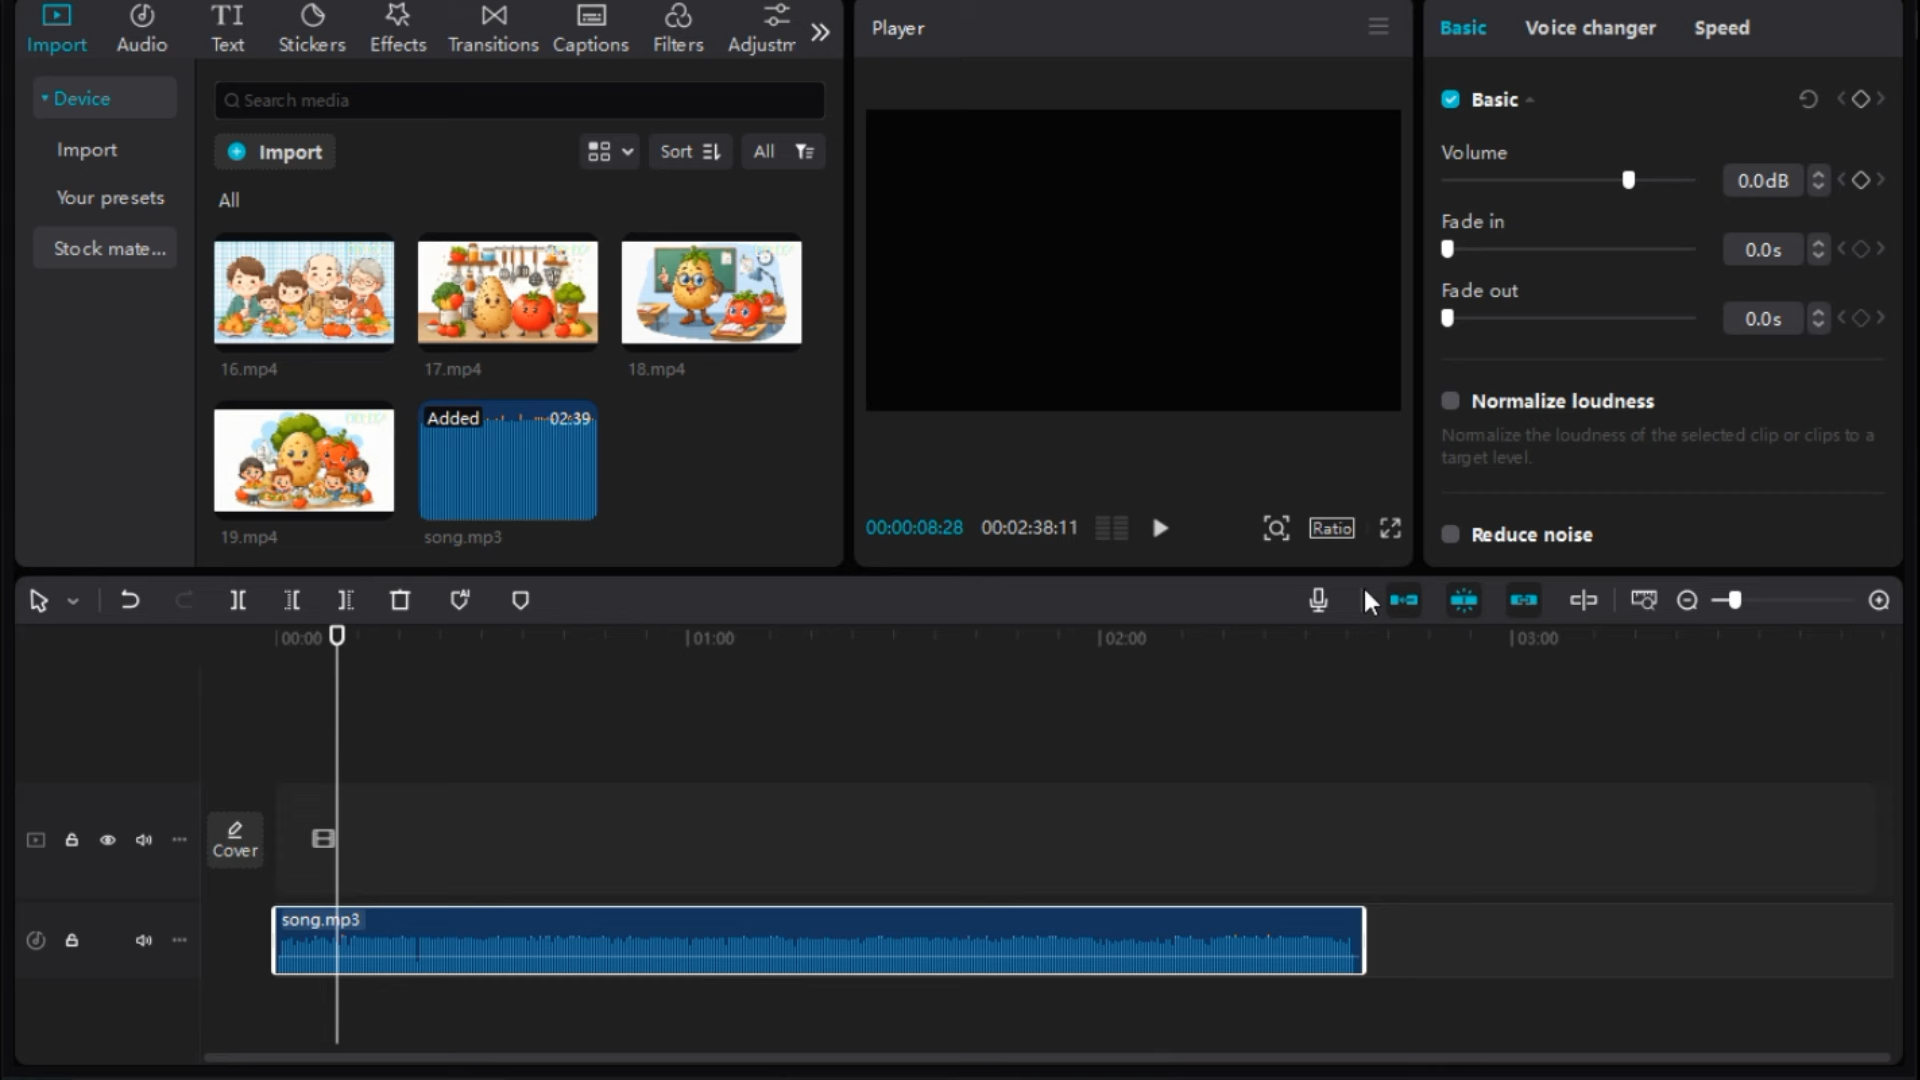 Import Audio Text Stickers Effects Transitions Captions Filters Adjustm
Device
Import
Your presets
Stock mate...
Search media
Import
Sort
All
All
16.mp4
17.mp4
18.mp4
Added 02:39
19.mp4
song.mp3
Player
00:00:08:28 00:02:38:11
Ratio
Basic Voice changer Speed
Basic
Volume
0.0dB
Fade in
0.0s
Fade out
0.0s
Normalize loudness
Normalize the loudness of the selected clip or clips to a
target level.
Reduce noise
00:00 01:00 02:00 03:00
Cover
song.mp3